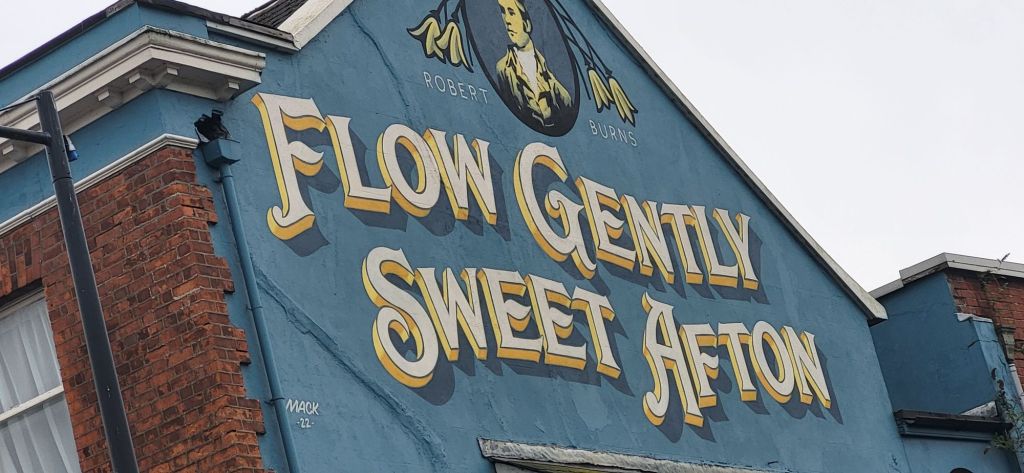 ROBERT BURNS
FLOW GENTLY
SWEET AFTON
MACK
-22-